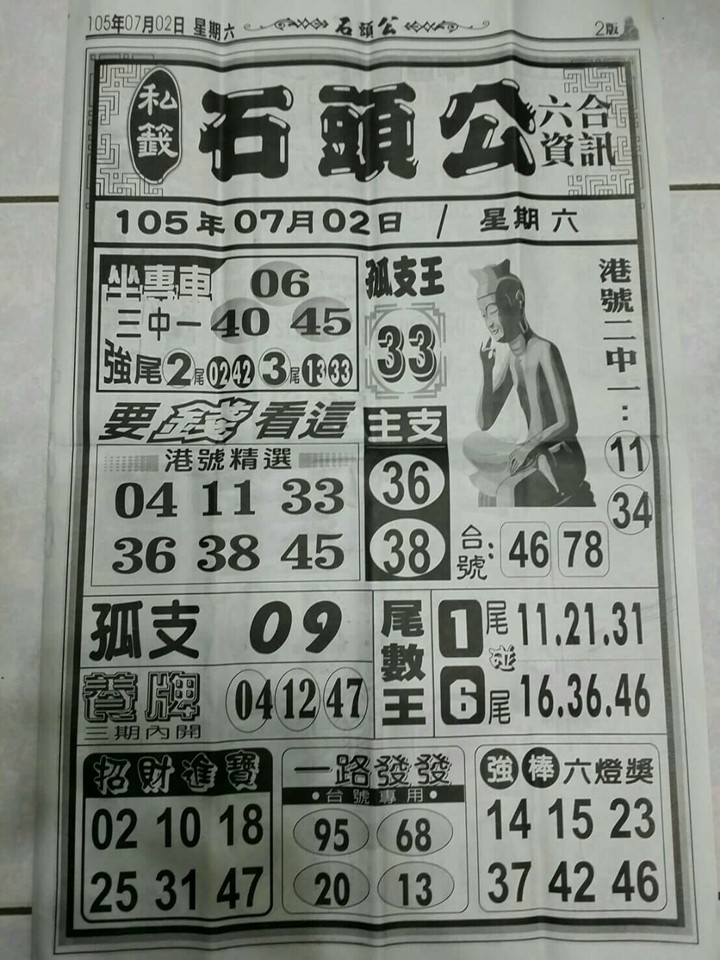 105年07月02日 星期六
石頭公
2版
私籤
石頭公
六合
資訊
105年07月02日 / 星期六
坐專車
06
三中一 40 45
強尾 2尾 02 42 3尾 13 33
孤支王
33
港號二中一：
11
34
要錢看這
港號精選
04 11 33
36 38 45
主支
36
38
台號：46 78
孤支 09
養牌
三期內開
04 12 47
尾數王
1尾 11.21.31
碰
6尾 16.36.46
招財進寶
02 10 18
25 31 47
一路發發
•台號專用•
95 68
20 13
強棒六燈獎
14 15 23
37 42 46